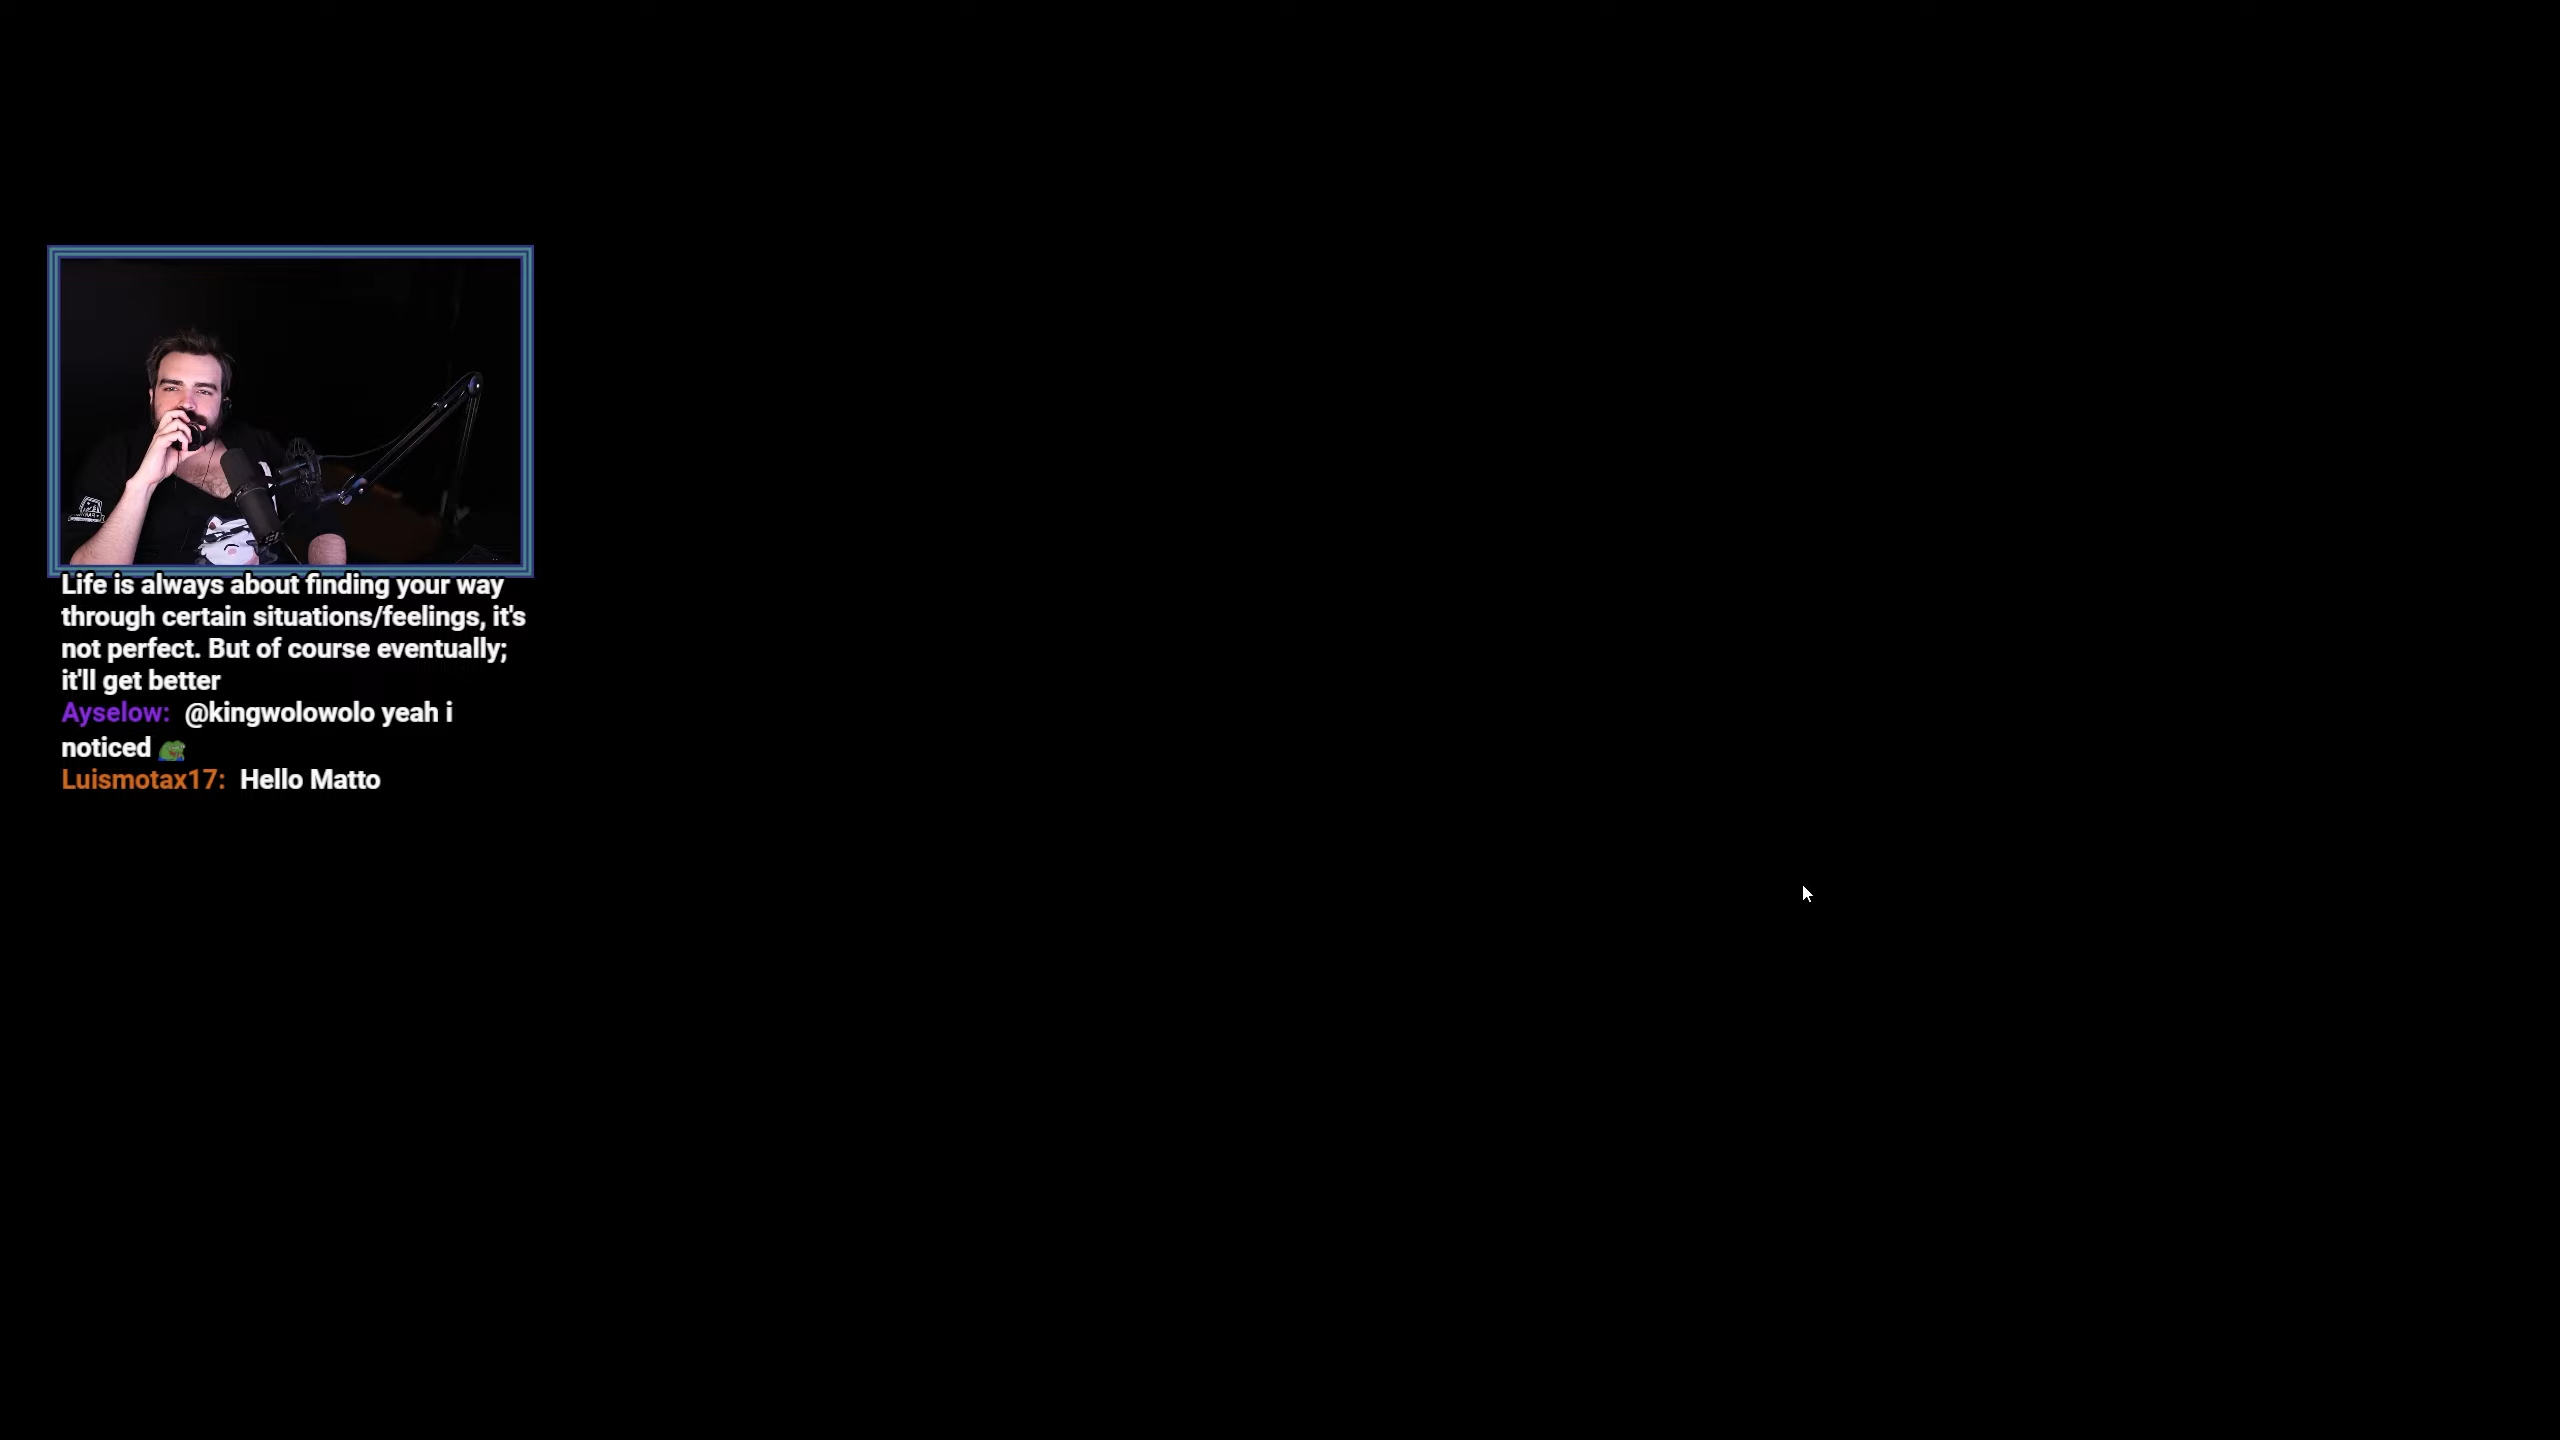 Life is always about finding your way
through certain situations/feelings, it's
not perfect. But of course eventually;
it'll get better
Ayselow: @kingwolowolo yeah i
noticed
Luismotax17: Hello Matto